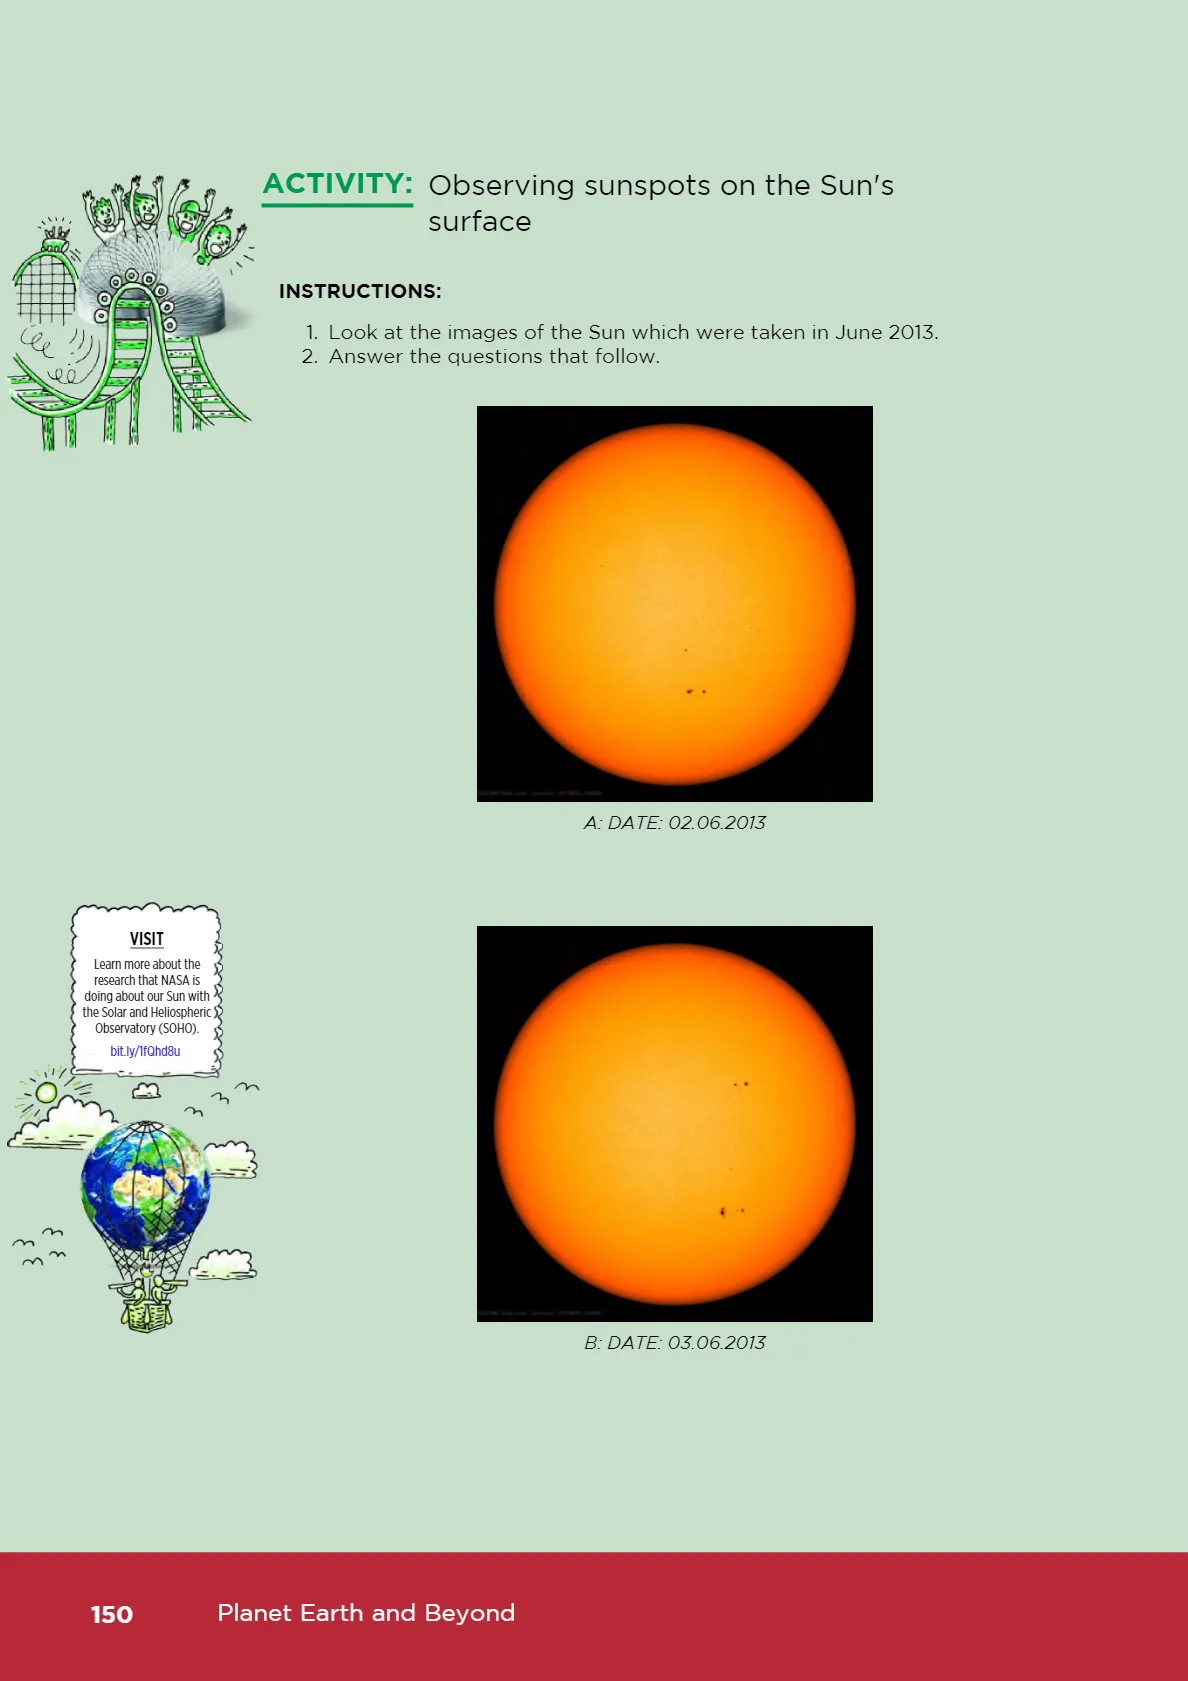 ACTIVITY: Observing sunspots on the Sun's
surface
INSTRUCTIONS:
1. Look at the images of the Sun which were taken in June 2013.
2. Answer the questions that follow.
A: DATE: 02.06.2013
VISIT
Learn more about the
research that NASA is
doing about our Sun with
the Solar and Heliospheric
Observatory (SOHO).
bit.ly/1fQhd8u
B: DATE: 03.06.2013
150 Planet Earth and Beyond